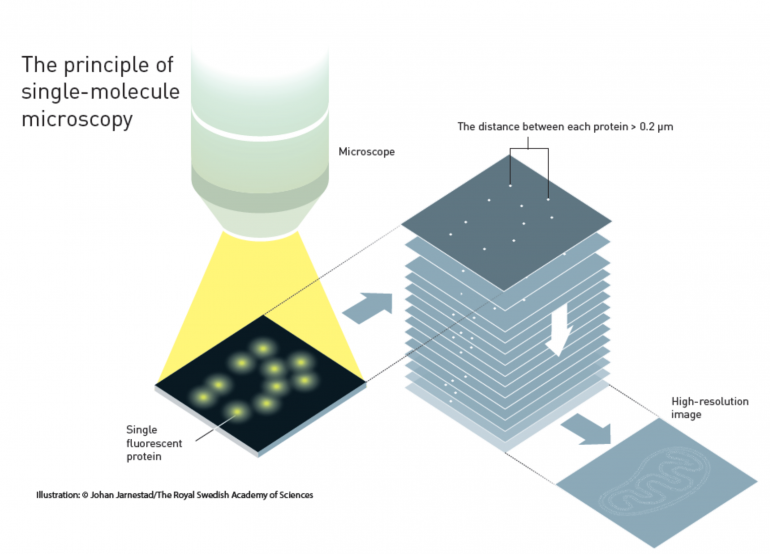 The principle of
single-molecule
microscopy
Microscope
The distance between each protein > 0.2 µm
Single
fluorescent
protein
High-resolution
image
Illustration: © Johan Jarnestad/The Royal Swedish Academy of Sciences